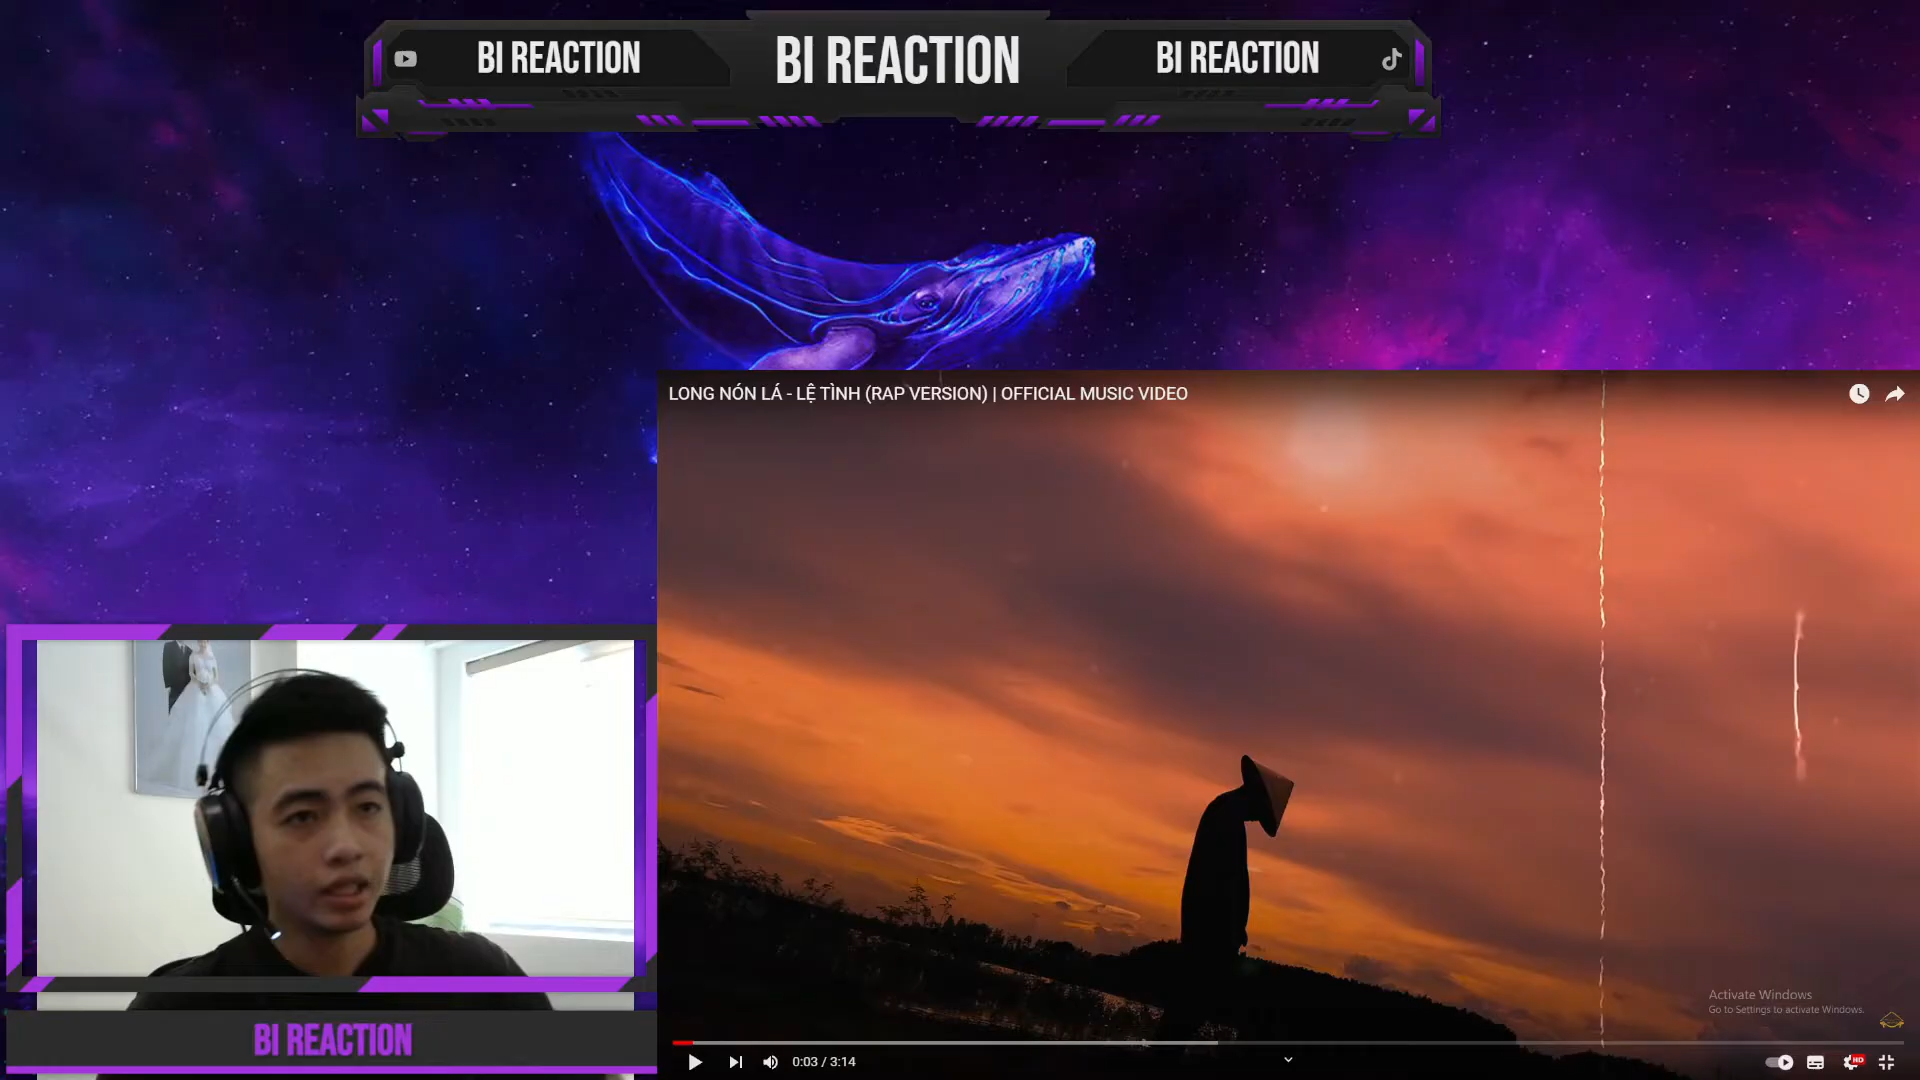 BI REACTION
BI REACTION
BI REACTION
LONG NÓN LÁ - LỆ TÌNH (RAP VERSION) | OFFICIAL MUSIC VIDEO
Activate Windows
Go to Settings to activate Windows.
BI REACTION
0:03 / 3:14
HD